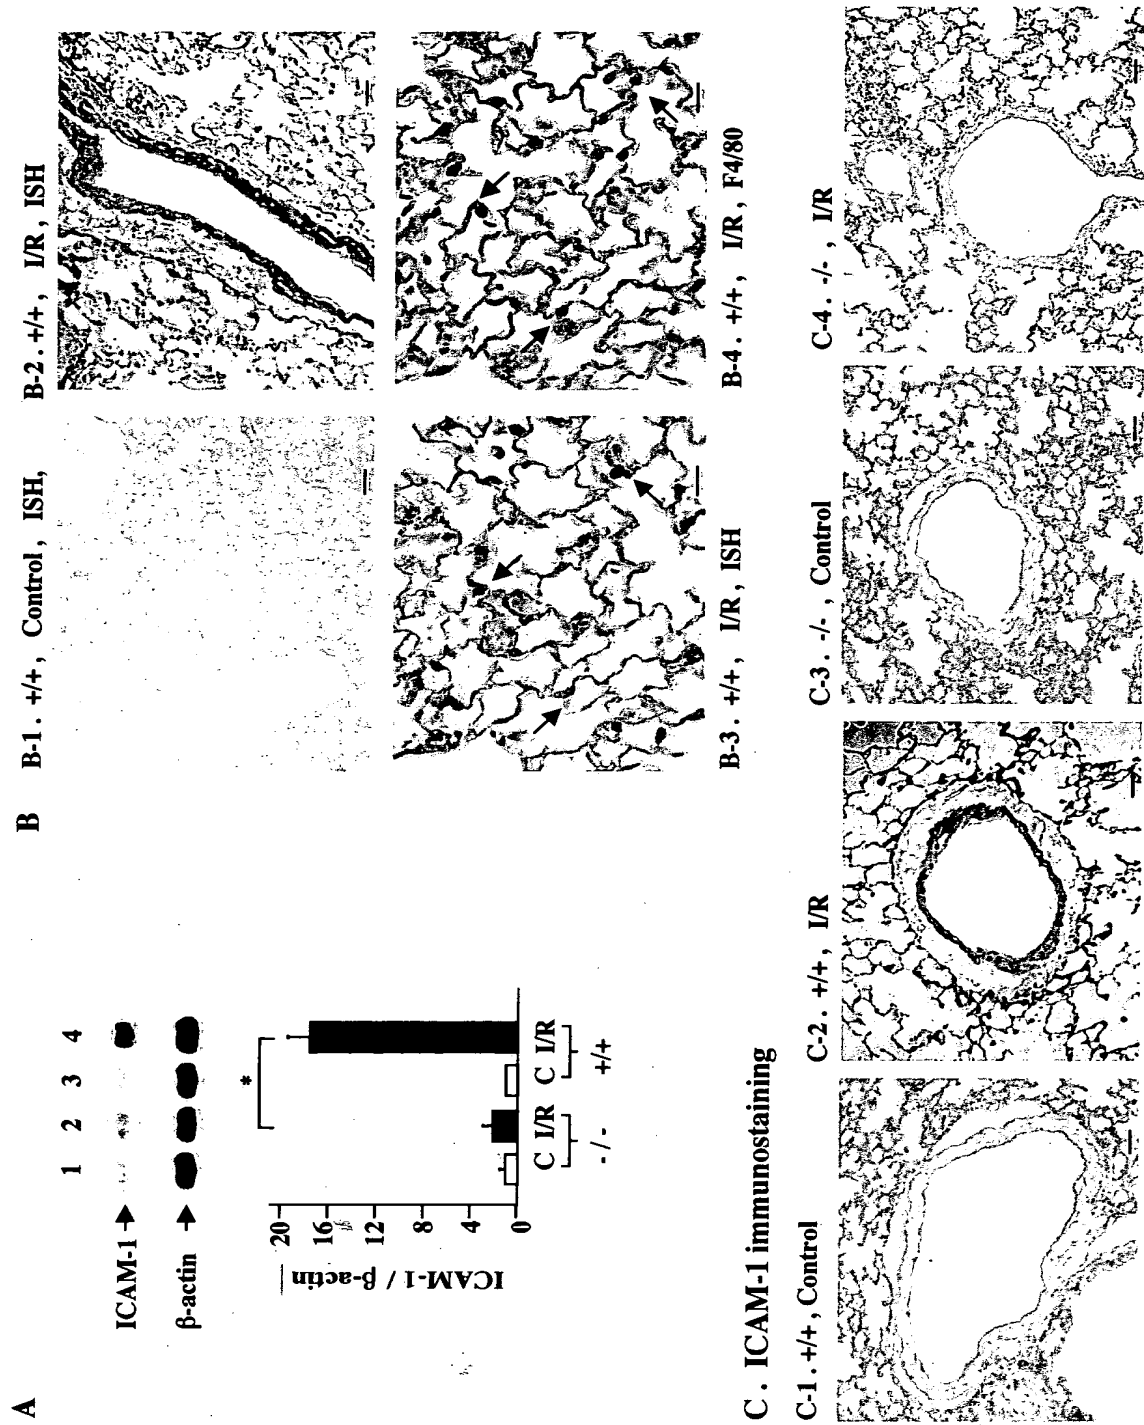 A
1 2 3 4
ICAM-1
β-actin
ICAM-1 / β-actin
20
16
12
8
4
0
*
C I/R C I/R
-/- +/+
B
B-1 . +/+, Control , ISH,
B-2 . +/+, I/R , ISH
B-3 . +/+, I/R , ISH
B-4 . +/+, I/R , F4/80
C . ICAM-1 immunostaining
C-1 . +/+ , Control
C-2 . +/+ , I/R
C-3 . -/- , Control
C-4 . -/- , I/R